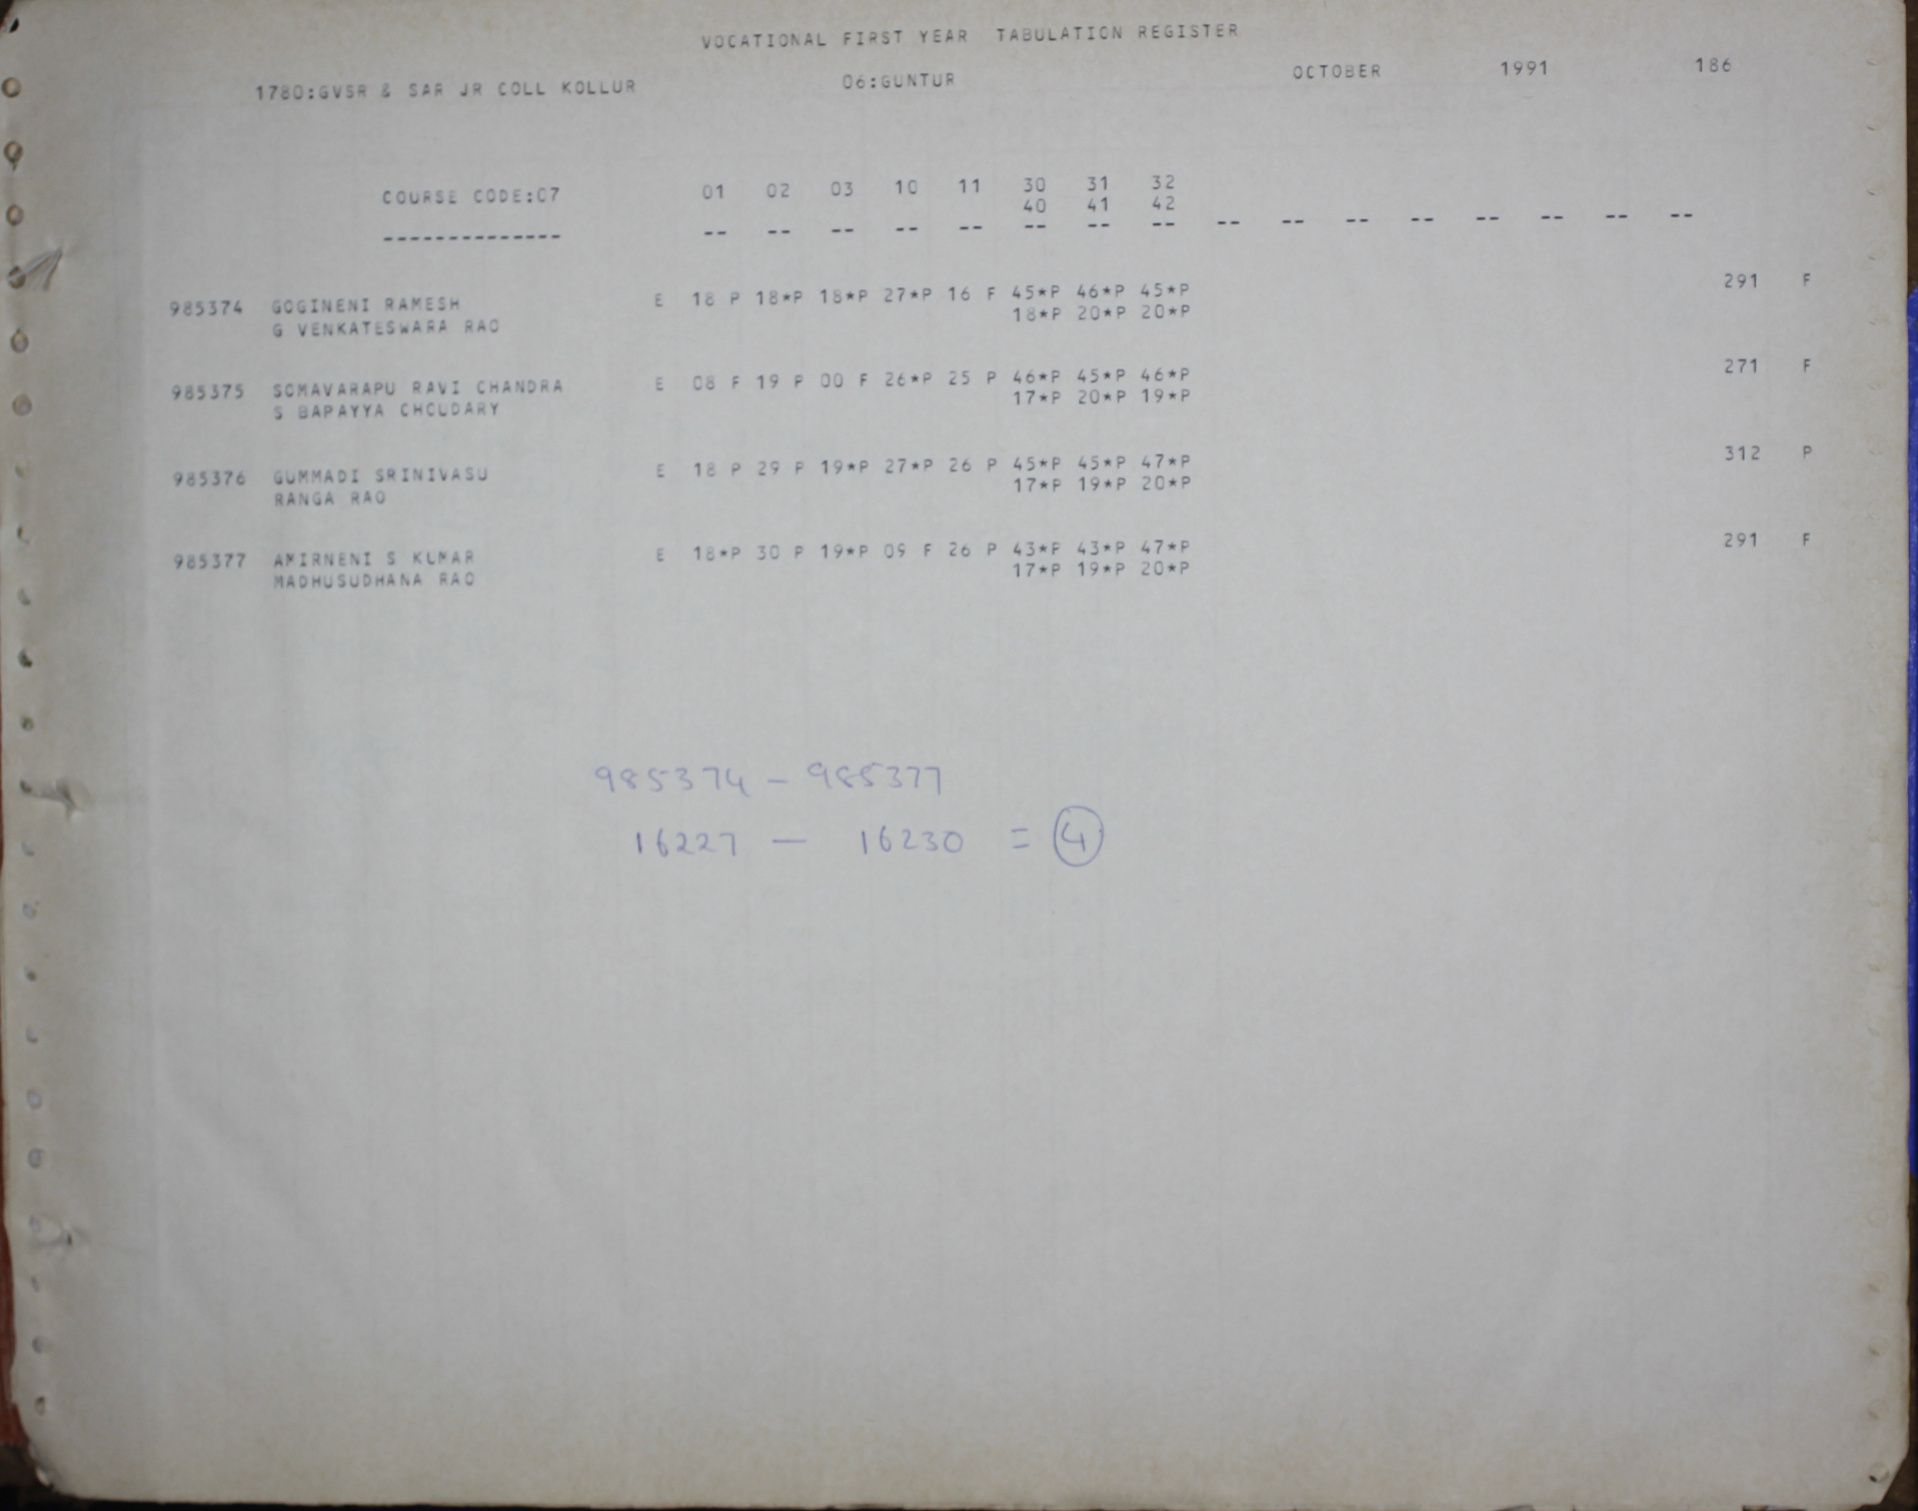 VOCATIONAL FIRST YEAR TABULATION REGISTER
1780:GVSR & SAR JR COLL KOLLUR 06:GUNTUR OCTOBER 1991 186
COURSE CODE:07 01 02 03 10 11 30 31 32
40 41 42
-------------- -- -- -- -- -- -- -- -- -- -- -- -- -- -- -- --
985374 GOGINENI RAMESH E 18 P 18*P 18*P 27*P 16 F 45*P 46*P 45*P 291 F
G VENKATESWARA RAO 18*P 20*P 20*P
985375 SOMAVARAPU RAVI CHANDRA E 08 F 19 P 00 F 26*P 25 P 46*P 45*P 46*P 271 F
S BAPAYYA CHOUDARY 17*P 20*P 19*P
985376 GUMMADI SRINIVASU E 18 P 29 P 19*P 27*P 26 P 45*P 45*P 47*P 312 P
RANGA RAO 17*P 19*P 20*P
985377 AMIRNENI S KUMAR E 18*P 30 P 19*P 09 F 26 P 43*P 43*P 47*P 291 F
MADHUSUDHANA RAO 17*P 19*P 20*P
985374 - 985377
16227 - 16230 = 4